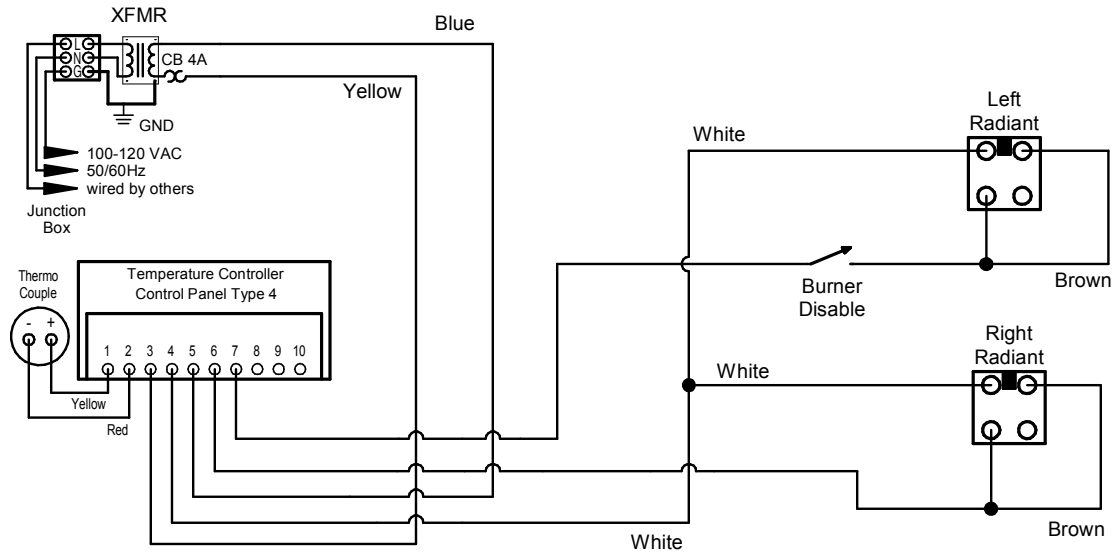 XFMR
Blue
L
N
G
CB 4A
Yellow
GND
100-120 VAC
50/60Hz
wired by others
Junction
Box
Left
Radiant
White
Burner
Disable
Brown
Thermo
Couple
- +
Temperature Controller
Control Panel Type 4
1 2 3 4 5 6 7 8 9 10
Yellow
Red
Right
Radiant
White
White
Brown